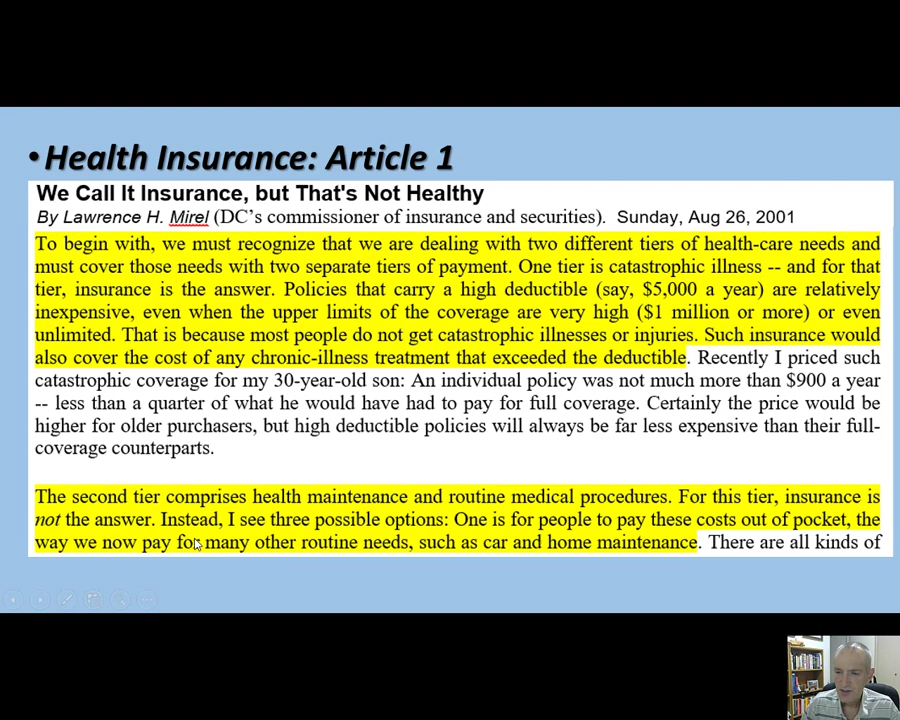 •Health Insurance: Article 1
We Call It Insurance, but That's Not Healthy
By Lawrence H. Mirel (DC's commissioner of insurance and securities). Sunday, Aug 26, 2001
To begin with, we must recognize that we are dealing with two different tiers of health-care needs and
must cover those needs with two separate tiers of payment. One tier is catastrophic illness -- and for that
tier, insurance is the answer. Policies that carry a high deductible (say, $5,000 a year) are relatively
inexpensive, even when the upper limits of the coverage are very high ($1 million or more) or even
unlimited. That is because most people do not get catastrophic illnesses or injuries. Such insurance would
also cover the cost of any chronic-illness treatment that exceeded the deductible. Recently I priced such
catastrophic coverage for my 30-year-old son: An individual policy was not much more than $900 a year
-- less than a quarter of what he would have had to pay for full coverage. Certainly the price would be
higher for older purchasers, but high deductible policies will always be far less expensive than their full-
coverage counterparts.
The second tier comprises health maintenance and routine medical procedures. For this tier, insurance is
not the answer. Instead, I see three possible options: One is for people to pay these costs out of pocket, the
way we now pay for many other routine needs, such as car and home maintenance. There are all kinds of